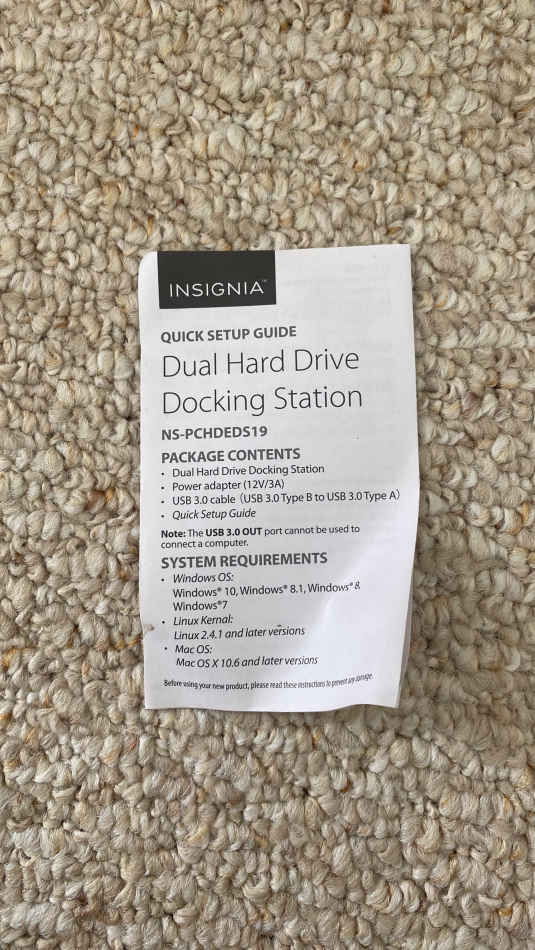 INSIGNIA™
QUICK SETUP GUIDE
Dual Hard Drive
Docking Station
NS-PCHDEDS19
PACKAGE CONTENTS
• Dual Hard Drive Docking Station
• Power adapter (12V/3A)
• USB 3.0 cable (USB 3.0 Type B to USB 3.0 Type A)
• Quick Setup Guide
Note: The USB 3.0 OUT port cannot be used to
connect a computer.
SYSTEM REQUIREMENTS
• Windows OS:
Windows® 10, Windows® 8.1, Windows® 8,
Windows®7
• Linux Kernal:
Linux 2.4.1 and later versions
• Mac OS:
Mac OS X 10.6 and later versions
Before using your new product, please read these instructions to prevent any damage.